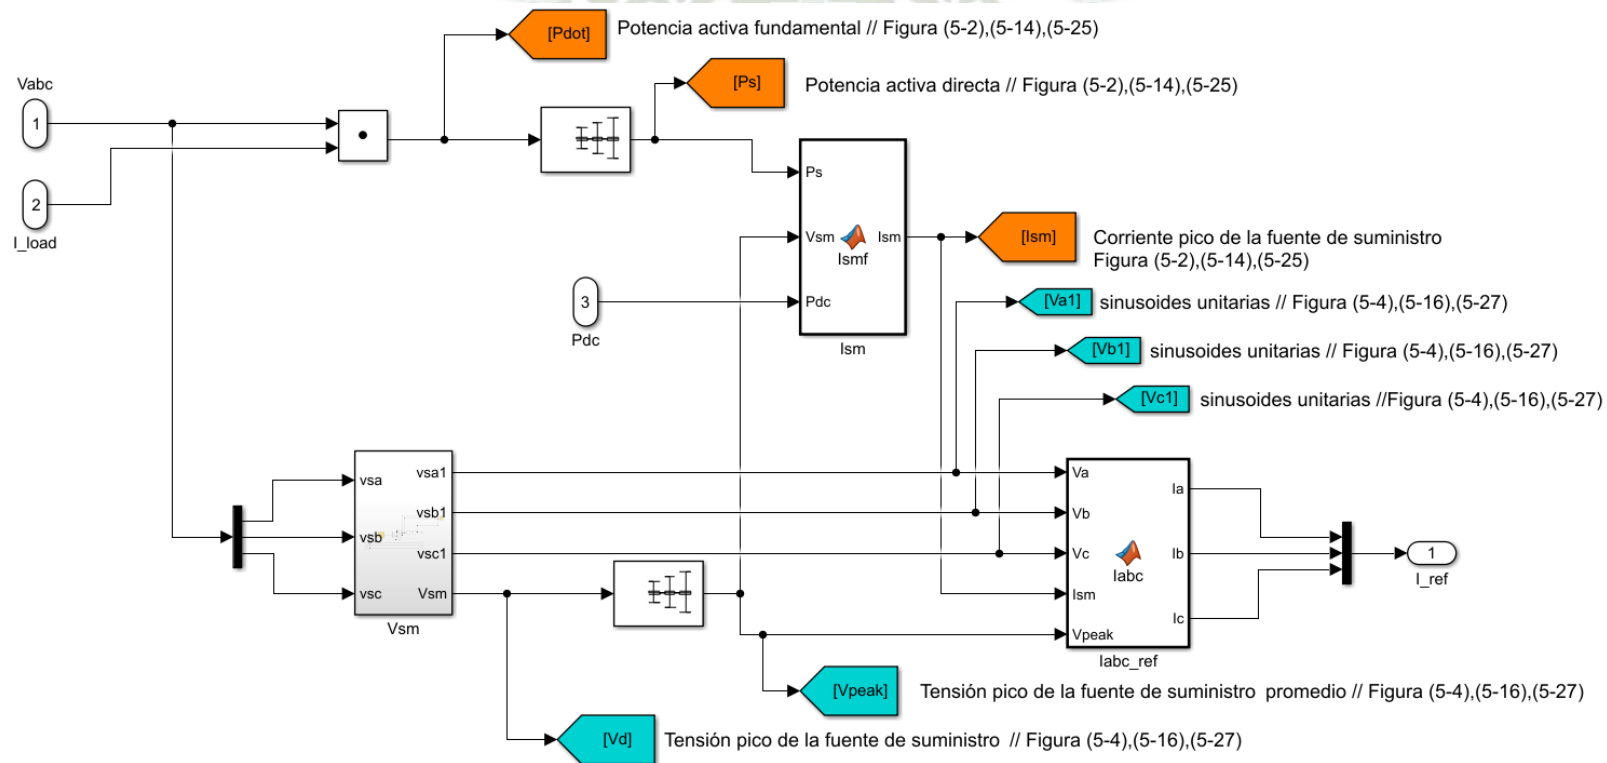 [Pdot]
Potencia activa fundamental // Figura (5-2),(5-14),(5-25)
[Ps]
Potencia activa directa // Figura (5-2),(5-14),(5-25)
Vabc
1
2
I_load
Ps
Vsm
Ism
Ismf
Pdc
Ism
3
Pdc
[Ism]
Corriente pico de la fuente de suministro
Figura (5-2),(5-14),(5-25)
[Va1]
sinusoides unitarias // Figura (5-4),(5-16),(5-27)
[Vb1]
sinusoides unitarias // Figura (5-4),(5-16),(5-27)
[Vc1]
sinusoides unitarias //Figura (5-4),(5-16),(5-27)
vsa
vsb
vsc
vsa1
vsb1
vsc1
Vsm
Vsm
Va
Vb
Vc
Ism
Vpeak
Iabc
Ia
Ib
Ic
Iabc_ref
1
I_ref
[Vpeak]
Tensión pico de la fuente de suministro promedio // Figura (5-4),(5-16),(5-27)
[Vd]
Tensión pico de la fuente de suministro // Figura (5-4),(5-16),(5-27)